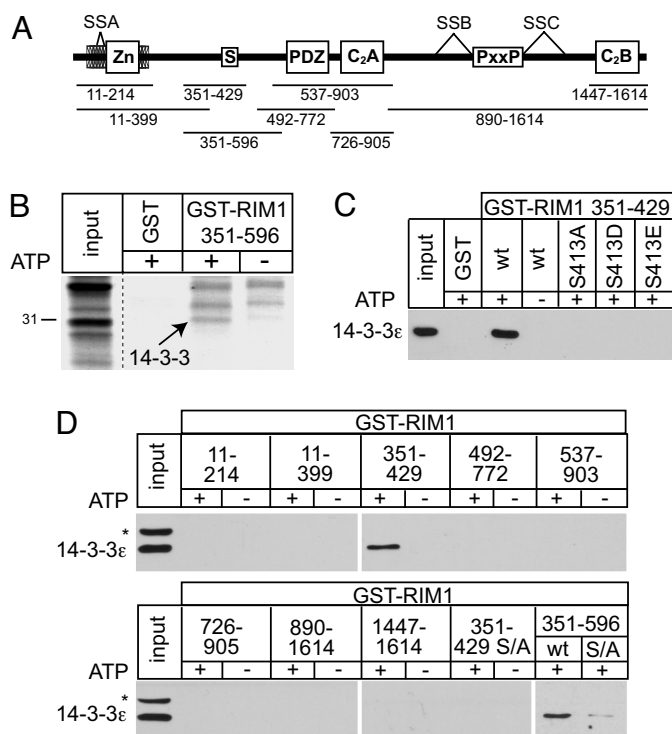 A
SSA
SSB
SSC
Zn
S
PDZ
C₂A
PxxP
C₂B
11-214
351-429
537-903
1447-1614
11-399
492-772
890-1614
351-596
726-905
B
input
GST
GST-RIM1
351-596
ATP
+
+
-
31
14-3-3
C
GST-RIM1 351-429
input
GST
wt
wt
S413A
S413D
S413E
ATP
+
+
-
+
+
+
14-3-3ε
D
GST-RIM1
input
11-
214
11-
399
351-
429
492-
772
537-
903
ATP
+
-
+
-
+
-
+
-
+
-
*
14-3-3ε
GST-RIM1
input
726-
905
890-
1614
1447-
1614
351-
429 S/A
351-596
wt
S/A
ATP
+
-
+
-
+
-
+
-
+
+
*
14-3-3ε